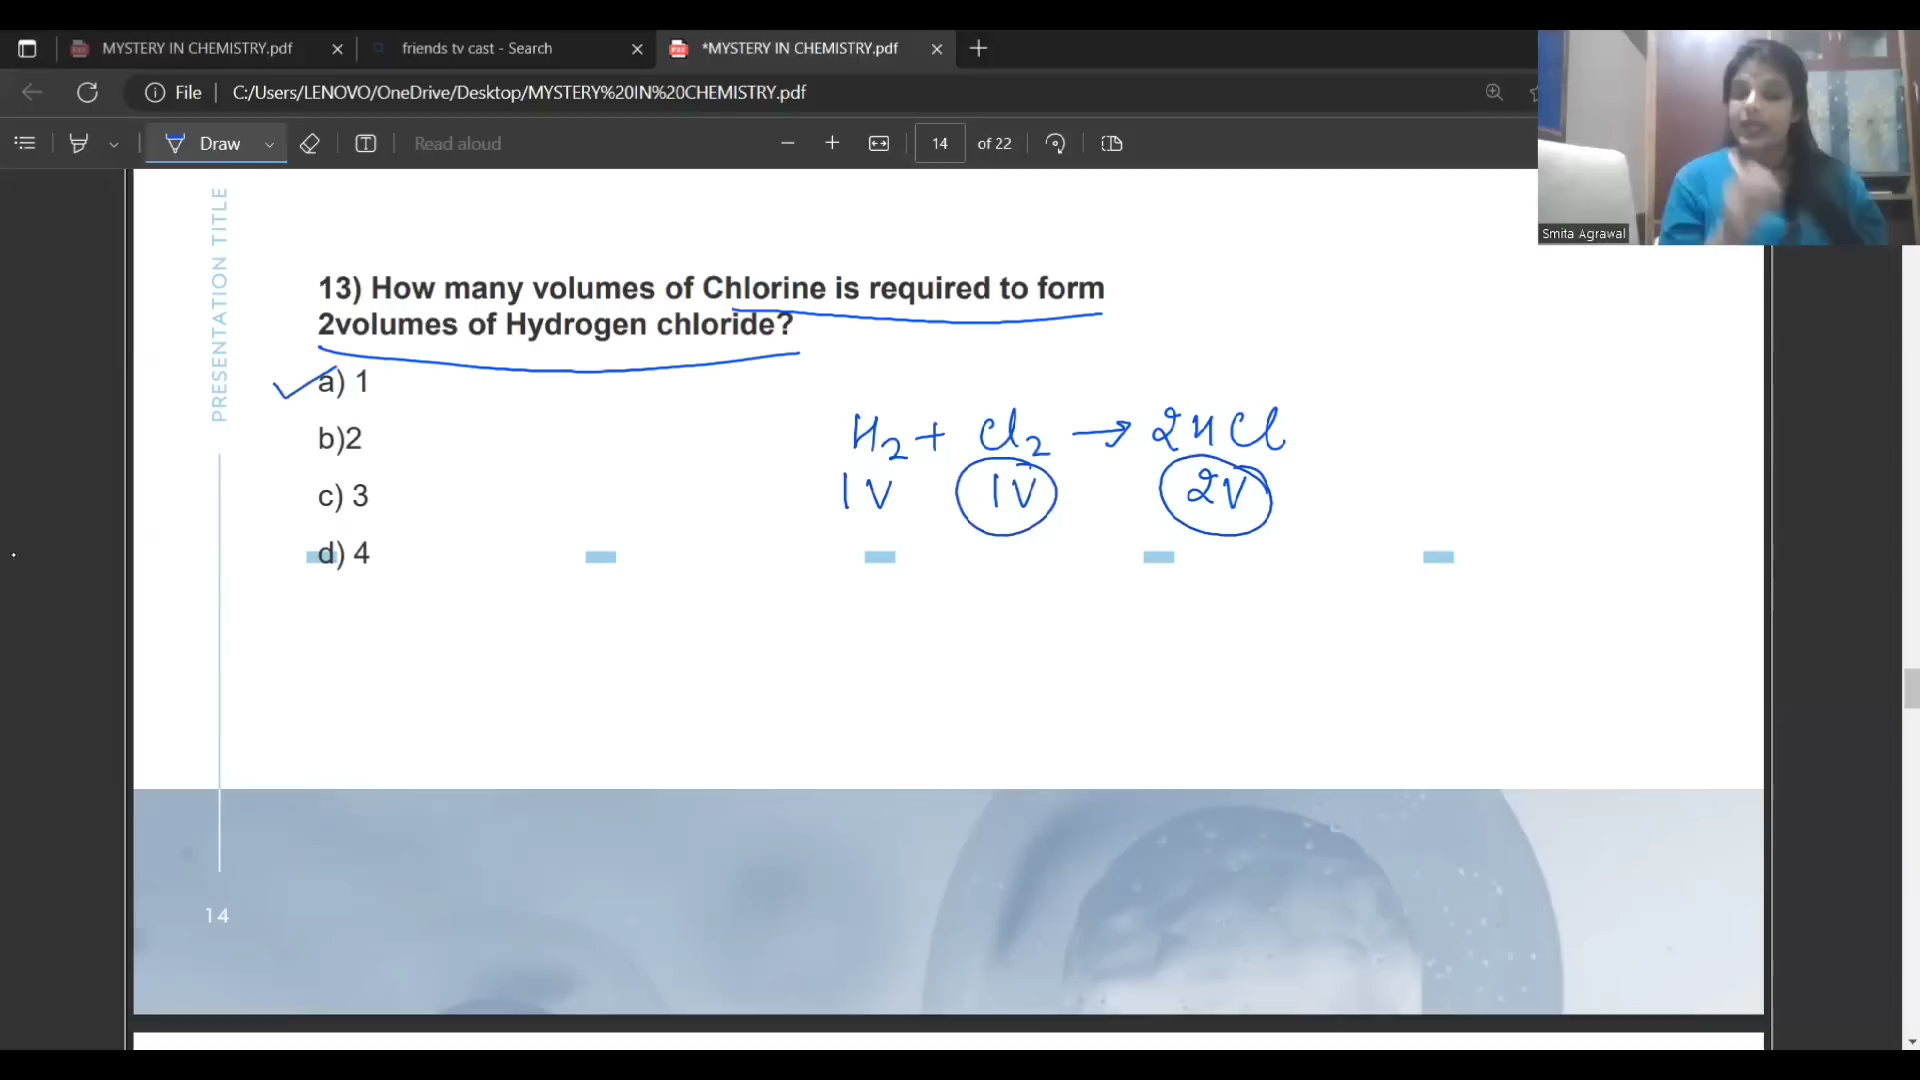 MYSTERY IN CHEMISTRY.pdf
friends tv cast - Search
*MYSTERY IN CHEMISTRY.pdf
File
C:/Users/LENOVO/OneDrive/Desktop/MYSTERY%20IN%20CHEMISTRY.pdf
Draw
Read aloud
14 of 22
Smita Agrawal
PRESENTATION TITLE
13) How many volumes of Chlorine is required to form
2volumes of Hydrogen chloride?
a) 1
b)2
c) 3
d) 4
H2 + Cl2 → 2HCl
1V 1V 2V
14